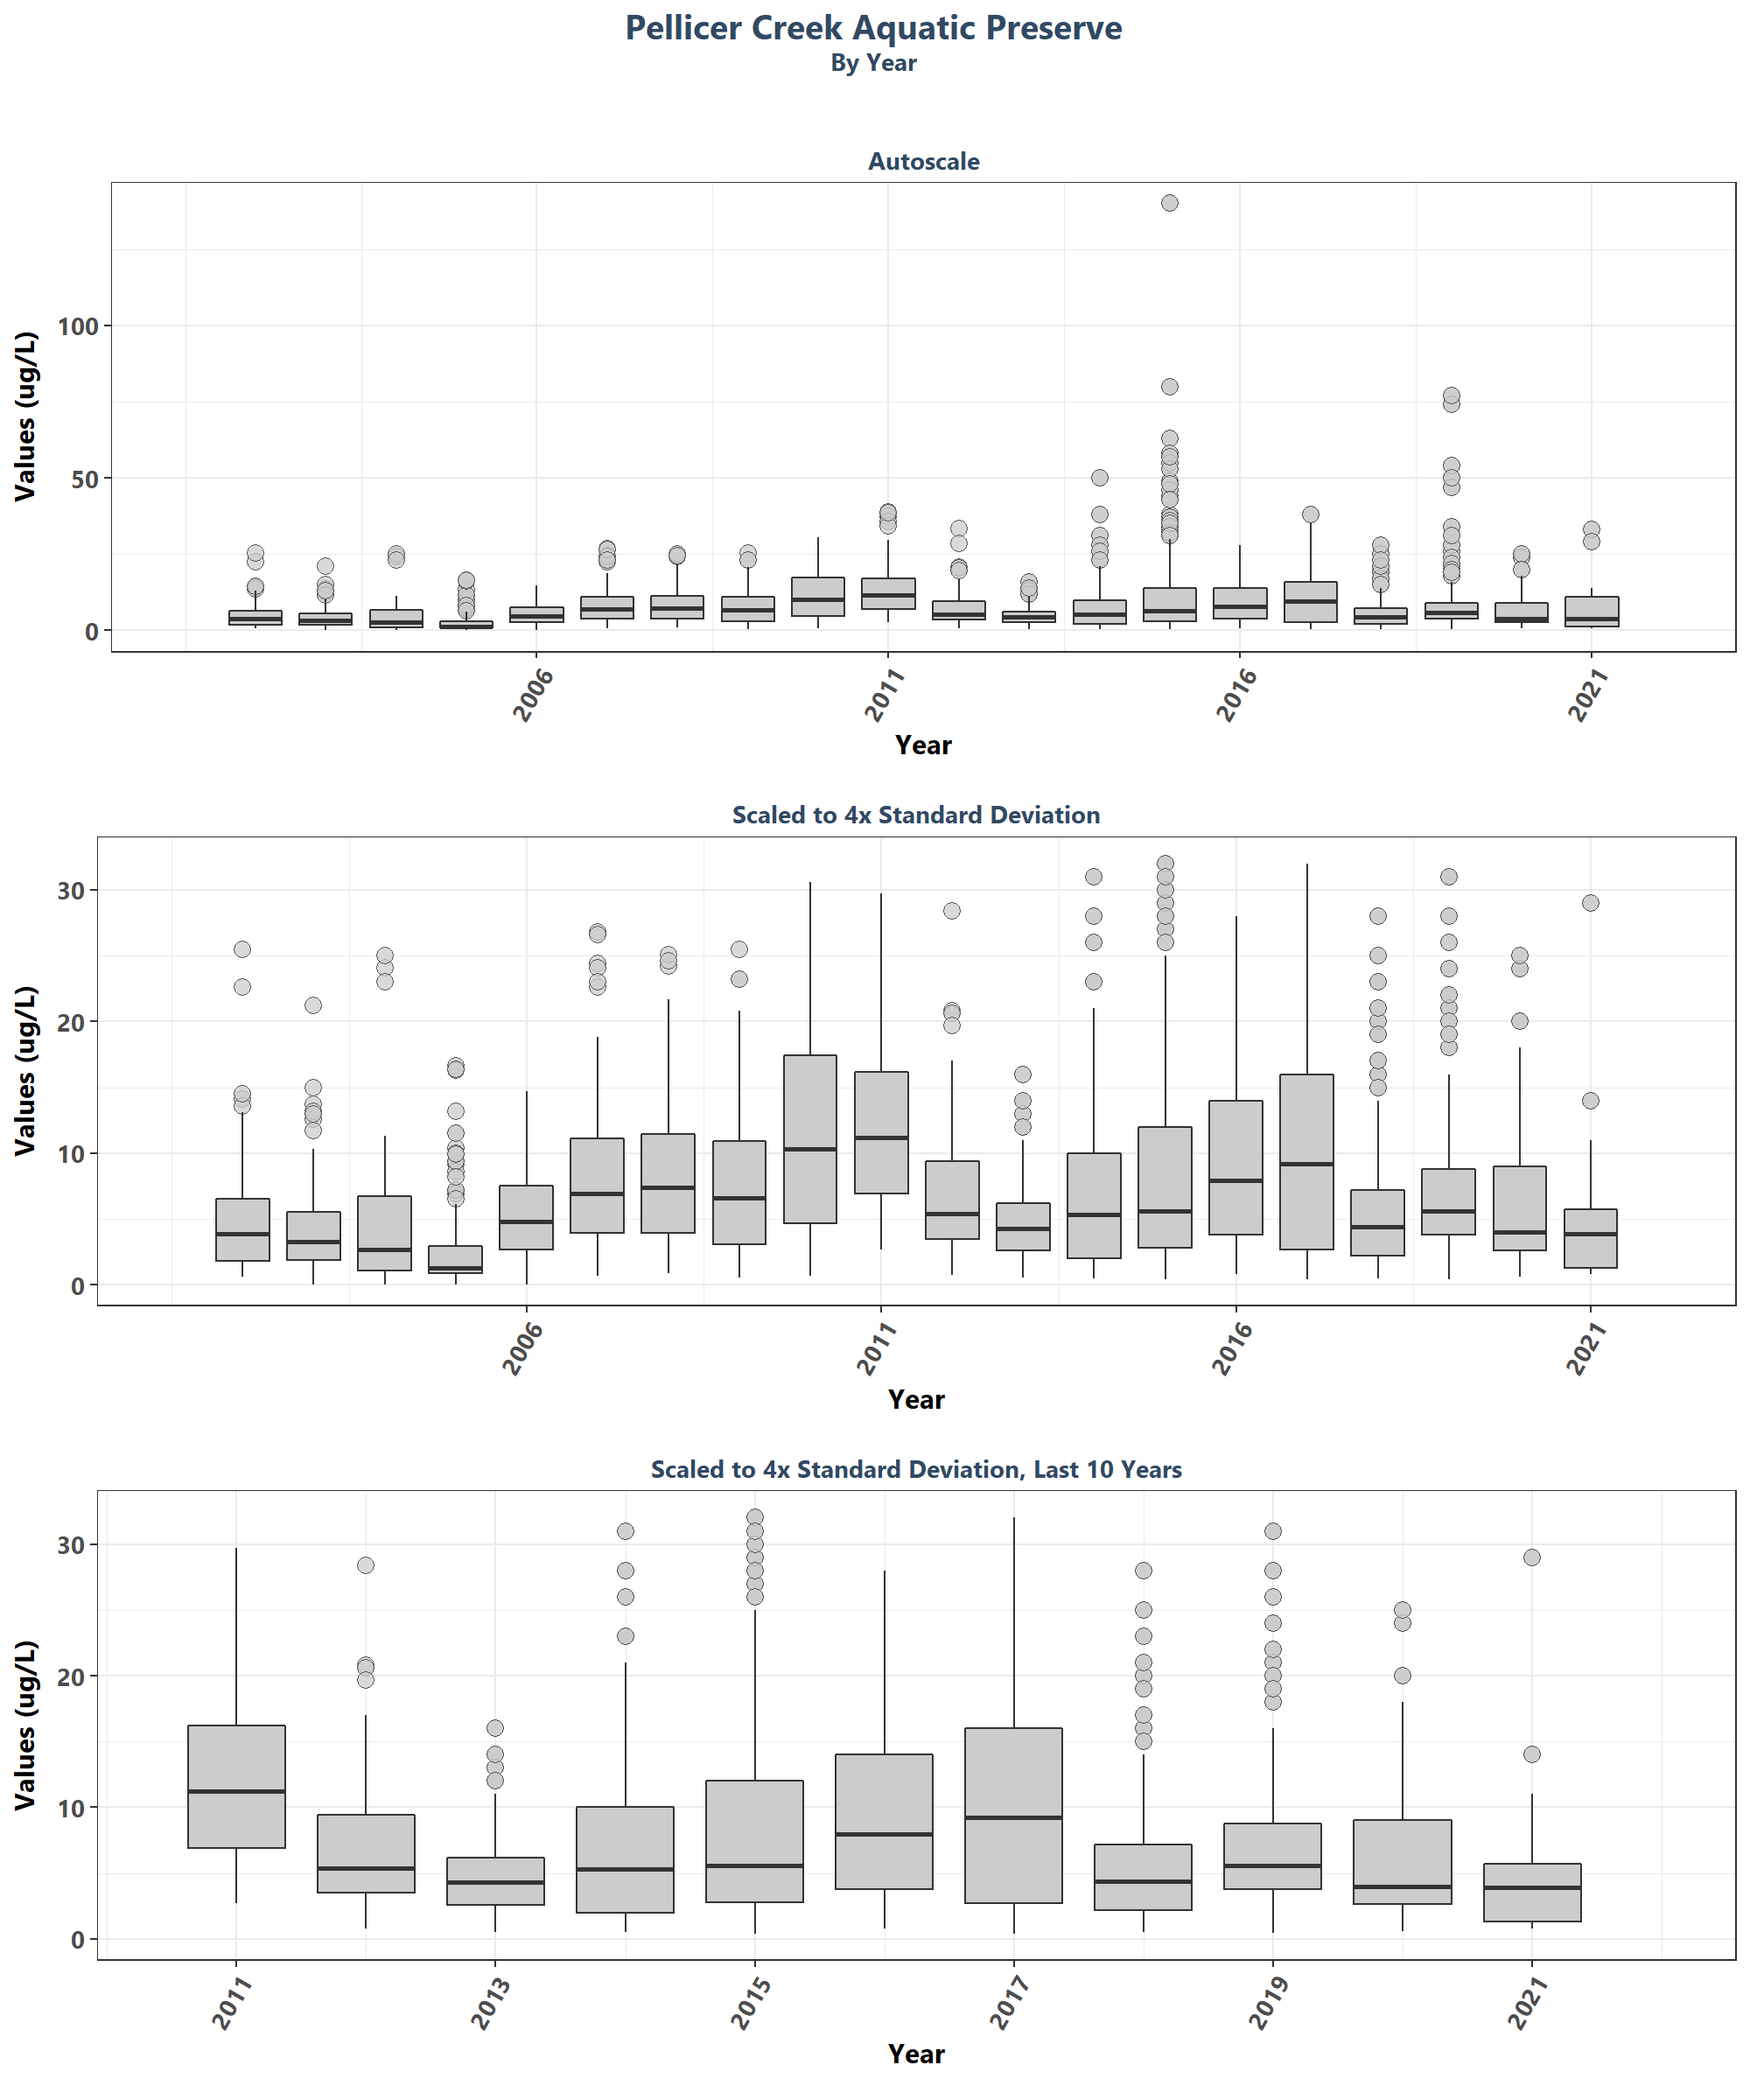 Pellicer Creek Aquatic Preserve
By Year
Autoscale
Values (ug/L)
100
50
0
2006
2011
2016
2021
Year
Scaled to 4x Standard Deviation
Values (ug/L)
30
20
10
0
2006
2011
2016
2021
Year
Scaled to 4x Standard Deviation, Last 10 Years
Values (ug/L)
30
20
10
0
2011
2013
2015
2017
2019
2021
Year